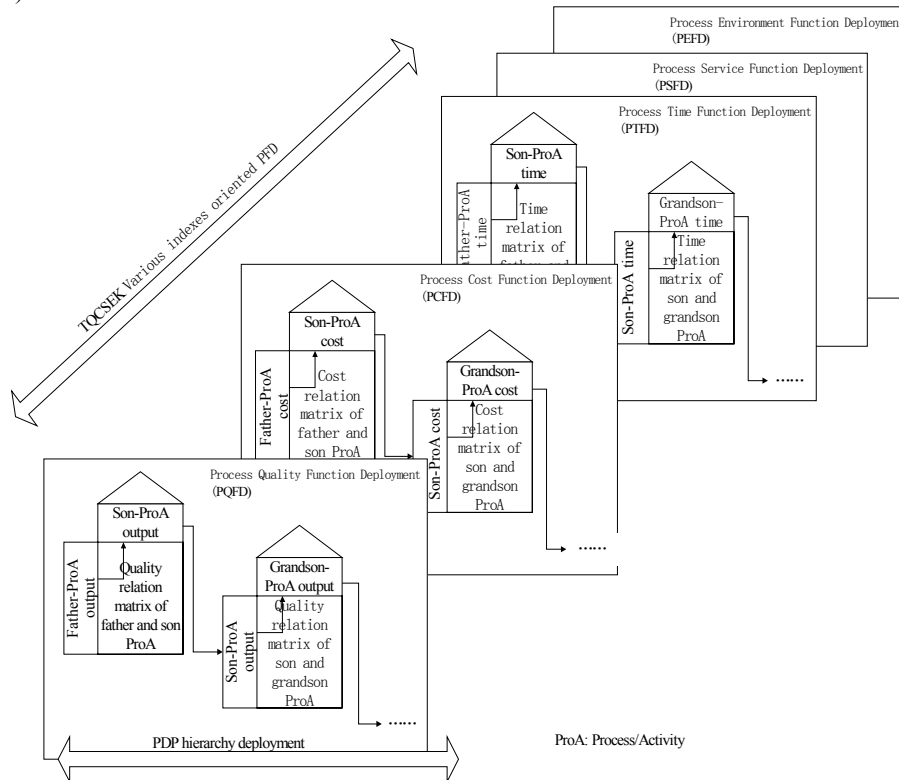 )
Process Environment Function Deploymen
(PEFD)
Process Service Function Deployment
(PSFD)
Process Time Function Deployment
(PTFD)
Son-ProA
time
Father-ProA
time
Time
relation
matrix of
father and
Grandson-
ProA time
Son-ProA time
Time
relation
matrix of
son and
grandson
ProA
……
TQCSEK Various indexes oriented PFD
Process Cost Function Deployment
(PCFD)
Son-ProA
cost
Father-ProA
cost
Cost
relation
matrix of
father and
son ProA
Grandson-
ProA cost
Son-ProA cost
Cost
relation
matrix of
son and
grandson
ProA
……
Process Quality Function Deployment
(PQFD)
Son-ProA
output
Father-ProA
output
Quality
relation
matrix of
father and son
ProA
Grandson-
ProA output
Son-ProA
output
Quality
relation
matrix of
son and
grandson
ProA
……
PDP hierarchy deployment
ProA: Process/Activity